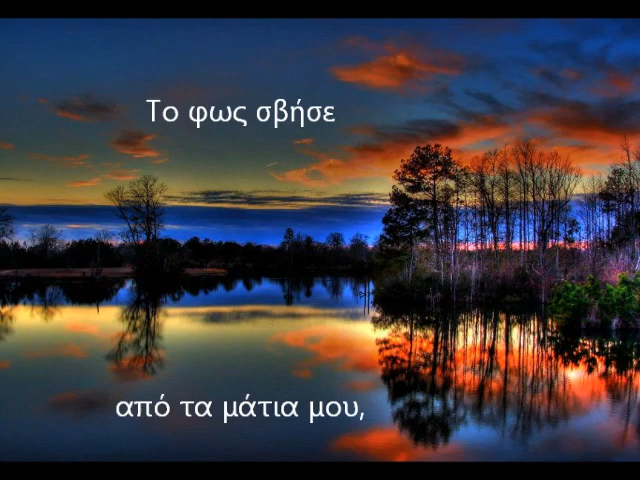 Το φως σβήσε
από τα μάτια μου,